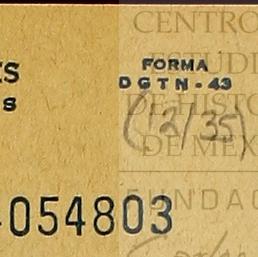 ES
s
FORMA
DGTN-43
(12/35)
054803
CENTRO
ESTUDI
DE HISTO
DE MEX
FUNDAC